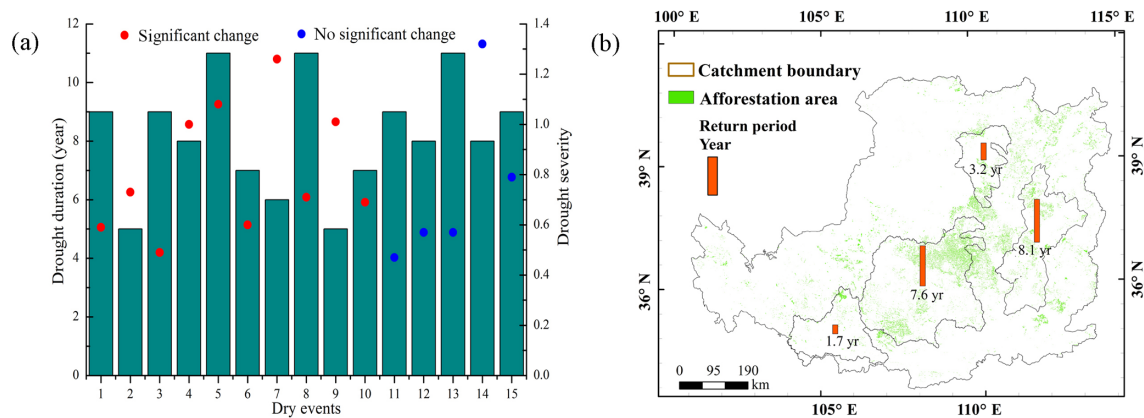 (a)
Significant change
No significant change
Drought duration (year)
12
10
8
6
4
2
0
1.4
1.2
1.0
0.8
0.6
0.4
0.2
0.0
Drought severity
1 2 3 4 5 6 7 8 9 10 11 12 13 14 15
Dry events
(b)
100° E 105° E 110° E 115° E
Catchment boundary
Afforestation area
Return period
Year
39° N
36° N
39° N
36° N
3.2 yr
8.1 yr
7.6 yr
1.7 yr
0 95 190
km
105° E 110° E